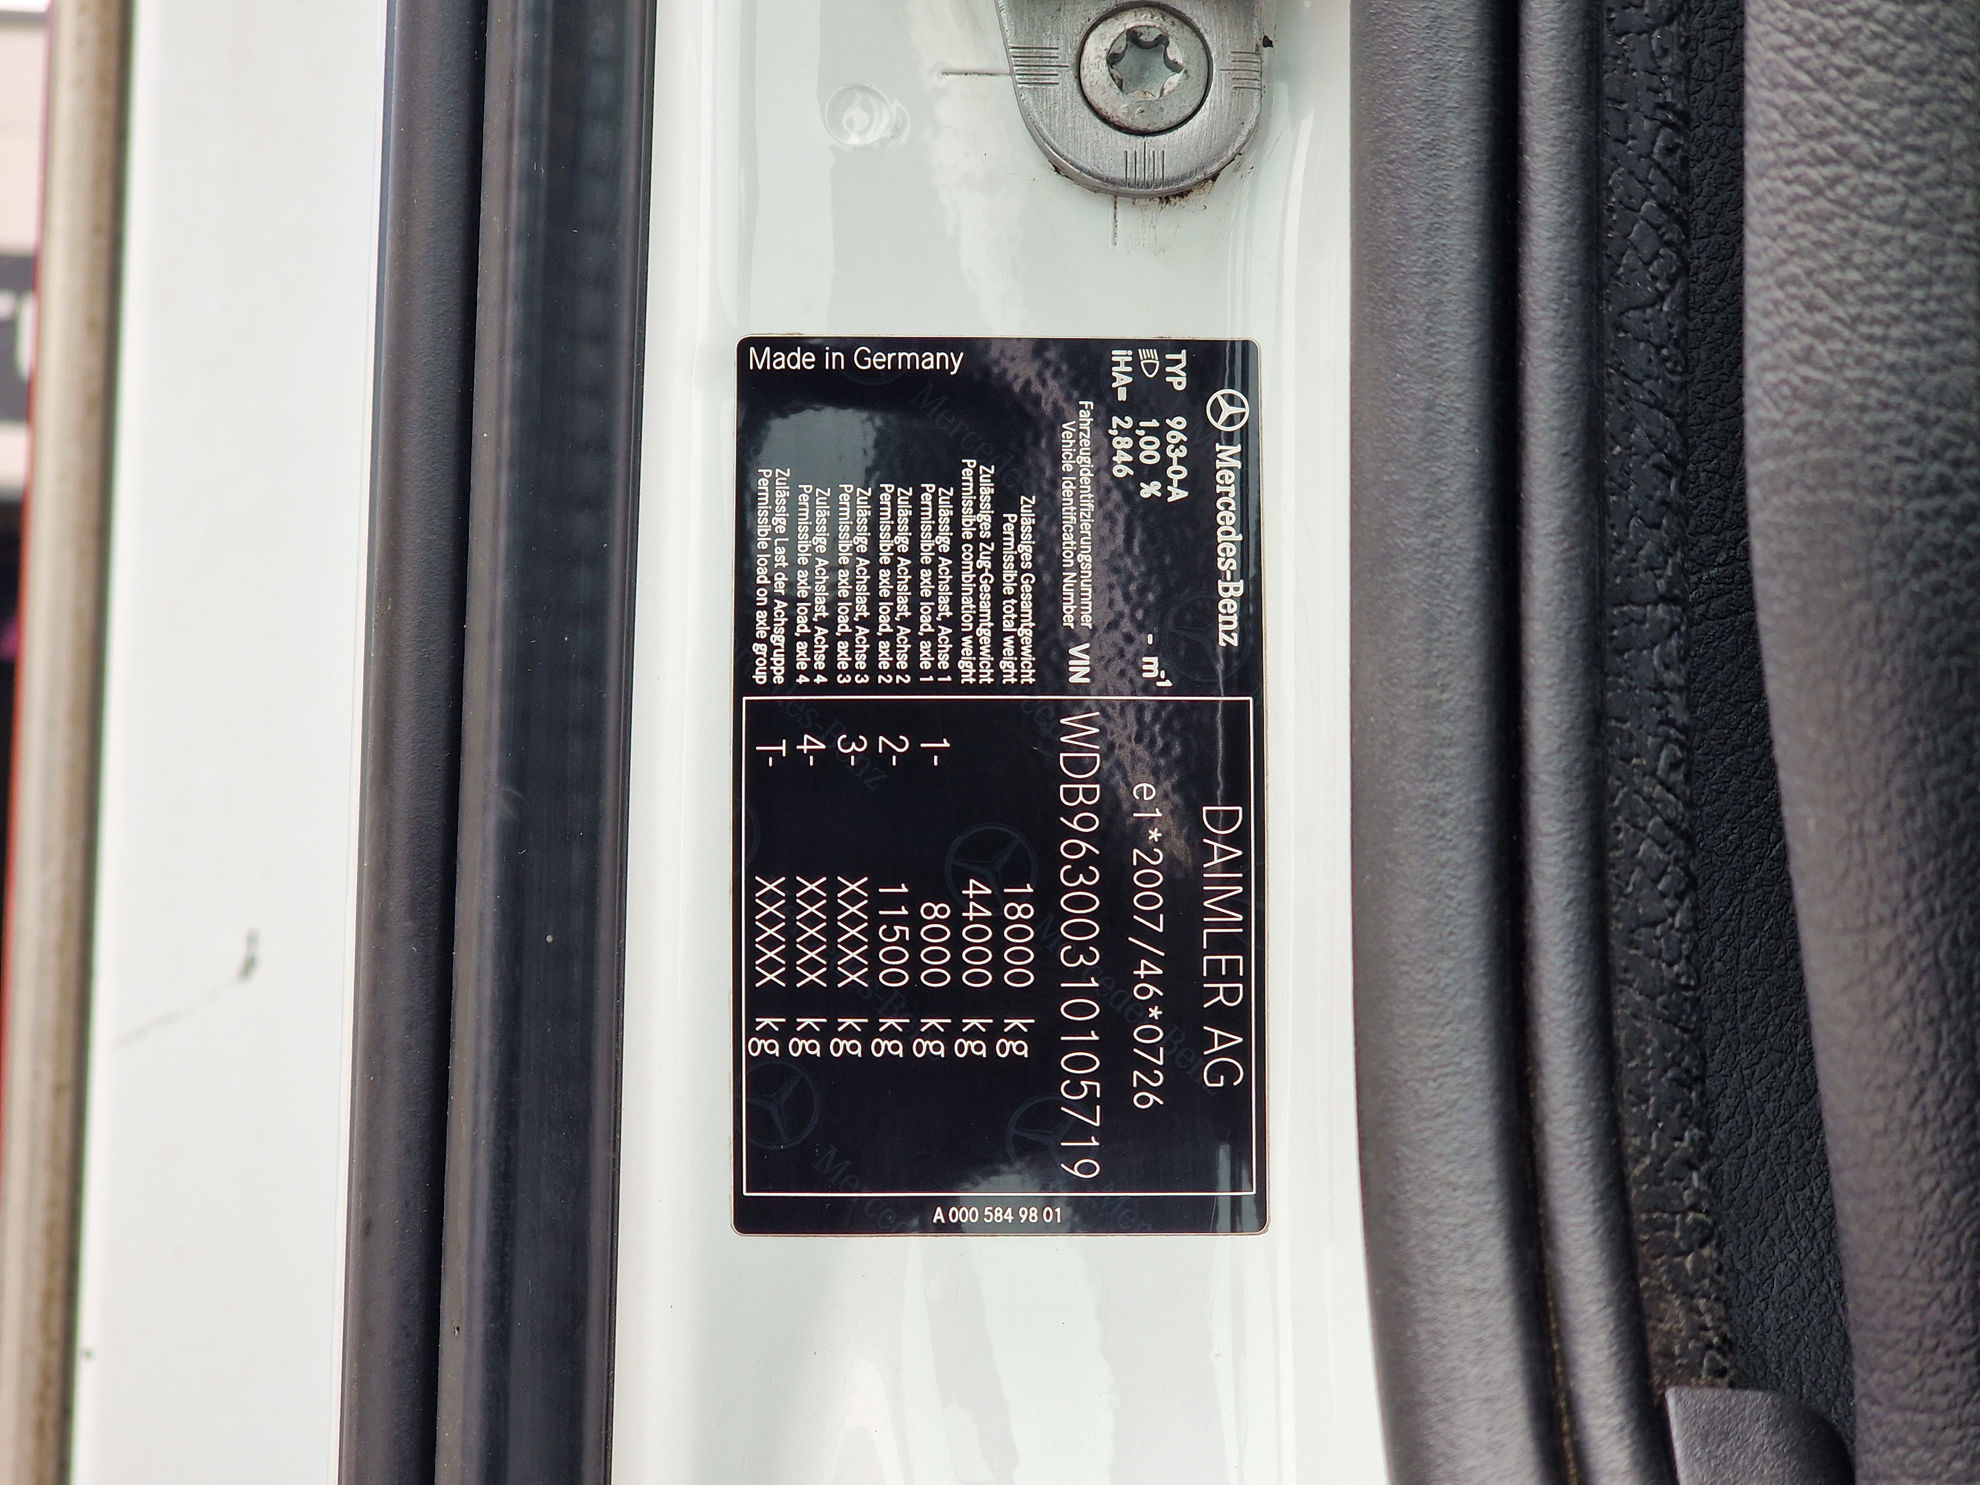 Mercedes-Benz
TYP 963-0-A
1,00 % - m-1
iHA= 2,846
Fahrzeugidentifizierungsnummer
Vehicle Identification Number VIN
Zulässiges Gesamtgewicht
Permissible total weight
Zulässiges Zug-Gesamtgewicht
Permissible combination weight
Zulässige Achslast, Achse 1
Permissible axle load, axle 1
Zulässige Achslast, Achse 2
Permissible axle load, axle 2
Zulässige Achslast, Achse 3
Permissible axle load, axle 3
Zulässige Achslast, Achse 4
Permissible axle load, axle 4
Zulässige Last der Achsgruppe
Permissible load on axle group
Made in Germany
DAIMLER AG
e1*2007/46*0726
WDB9630031010105719
18000 kg
44000 kg
1- 8000 kg
2- 11500 kg
3- XXXXX kg
4- XXXXX kg
T- XXXXX kg
A 000 584 98 01